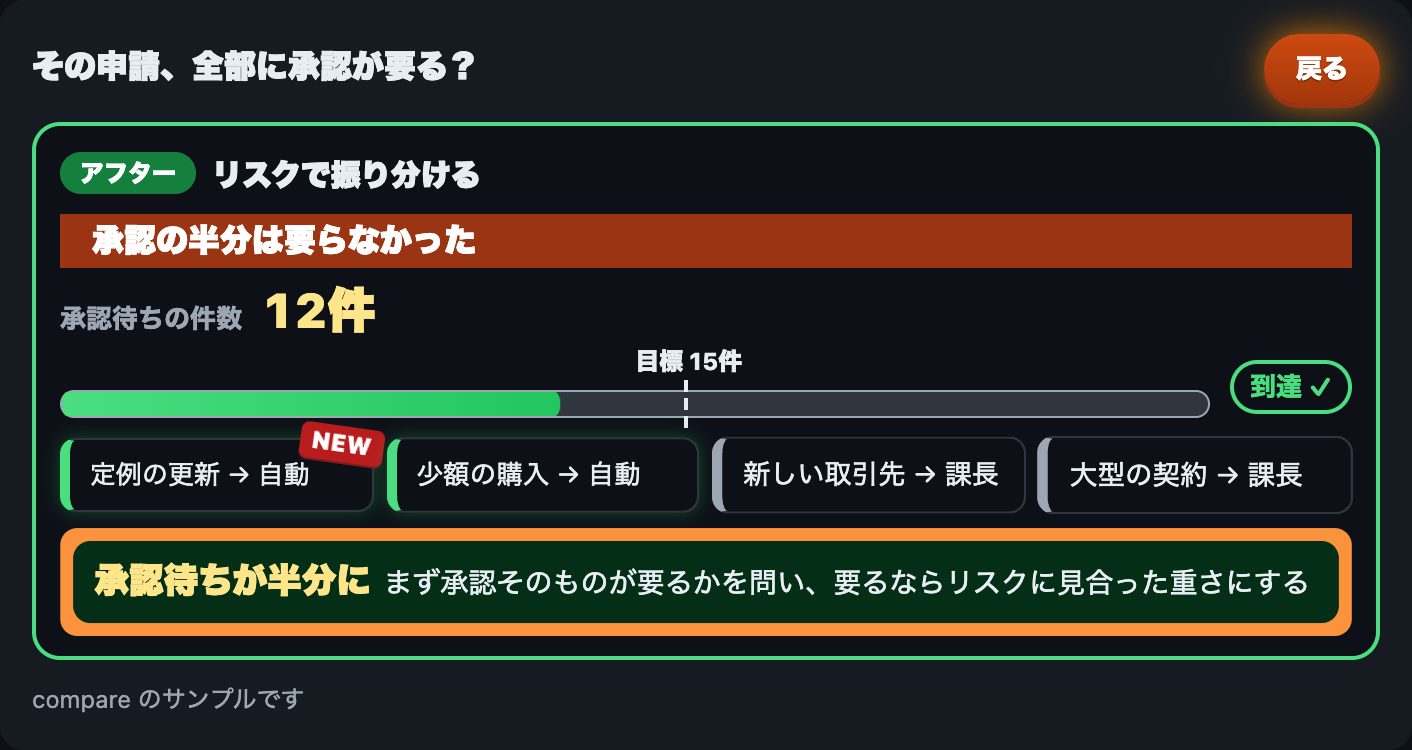 その申請、全部に承認が要る？
戻る
アフター リスクで振り分ける
承認の半分は要らなかった
承認待ちの件数 12件
目標 15件
到達 ✓
NEW
定例の更新 → 自動
少額の購入 → 自動
新しい取引先 → 課長
大型の契約 → 課長
承認待ちが半分に まず承認そのものが要るかを問い、要るならリスクに見合った重さにする
compare のサンプルです